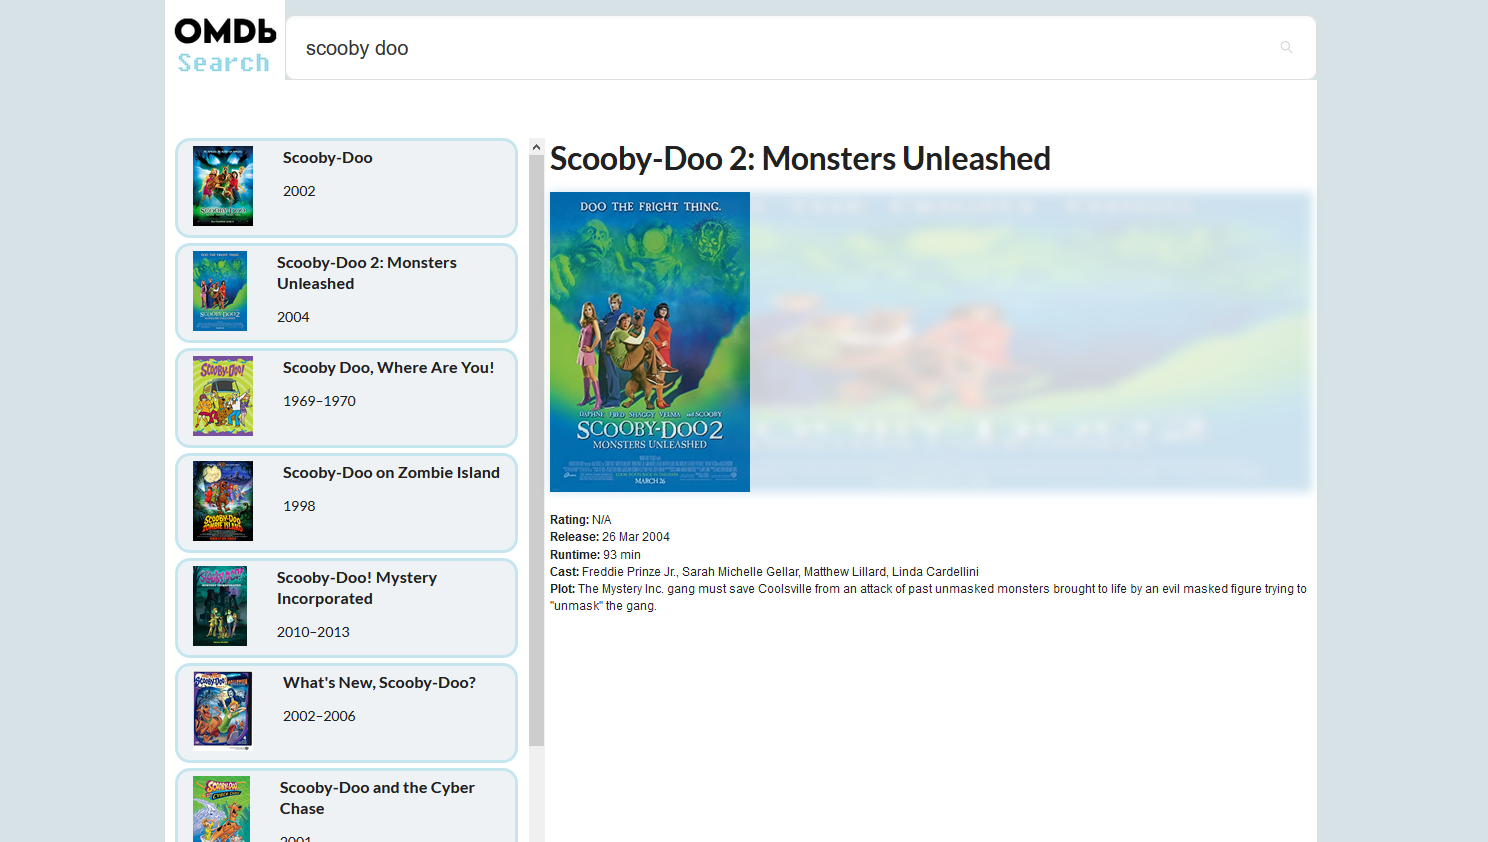 OMDb
Search
scooby doo
Scooby-Doo
2002
Scooby-Doo 2: Monsters
Unleashed
2004
Scooby Doo, Where Are You!
1969–1970
Scooby-Doo on Zombie Island
1998
Scooby-Doo! Mystery
Incorporated
2010–2013
What's New, Scooby-Doo?
2002–2006
Scooby-Doo and the Cyber
Chase
2001
Scooby-Doo 2: Monsters Unleashed
DOO THE FRIGHT THING.
DAPHNE FRED SHAGGY VELMA and SCOOBY
SCOOBY-DOO 2
MONSTERS UNLEASHED
MARCH 26
Rating: N/A
Release: 26 Mar 2004
Runtime: 93 min
Cast: Freddie Prinze Jr., Sarah Michelle Gellar, Matthew Lillard, Linda Cardellini
Plot: The Mystery Inc. gang must save Coolsville from an attack of past unmasked monsters brought to life by an evil masked figure trying to
"unmask" the gang.